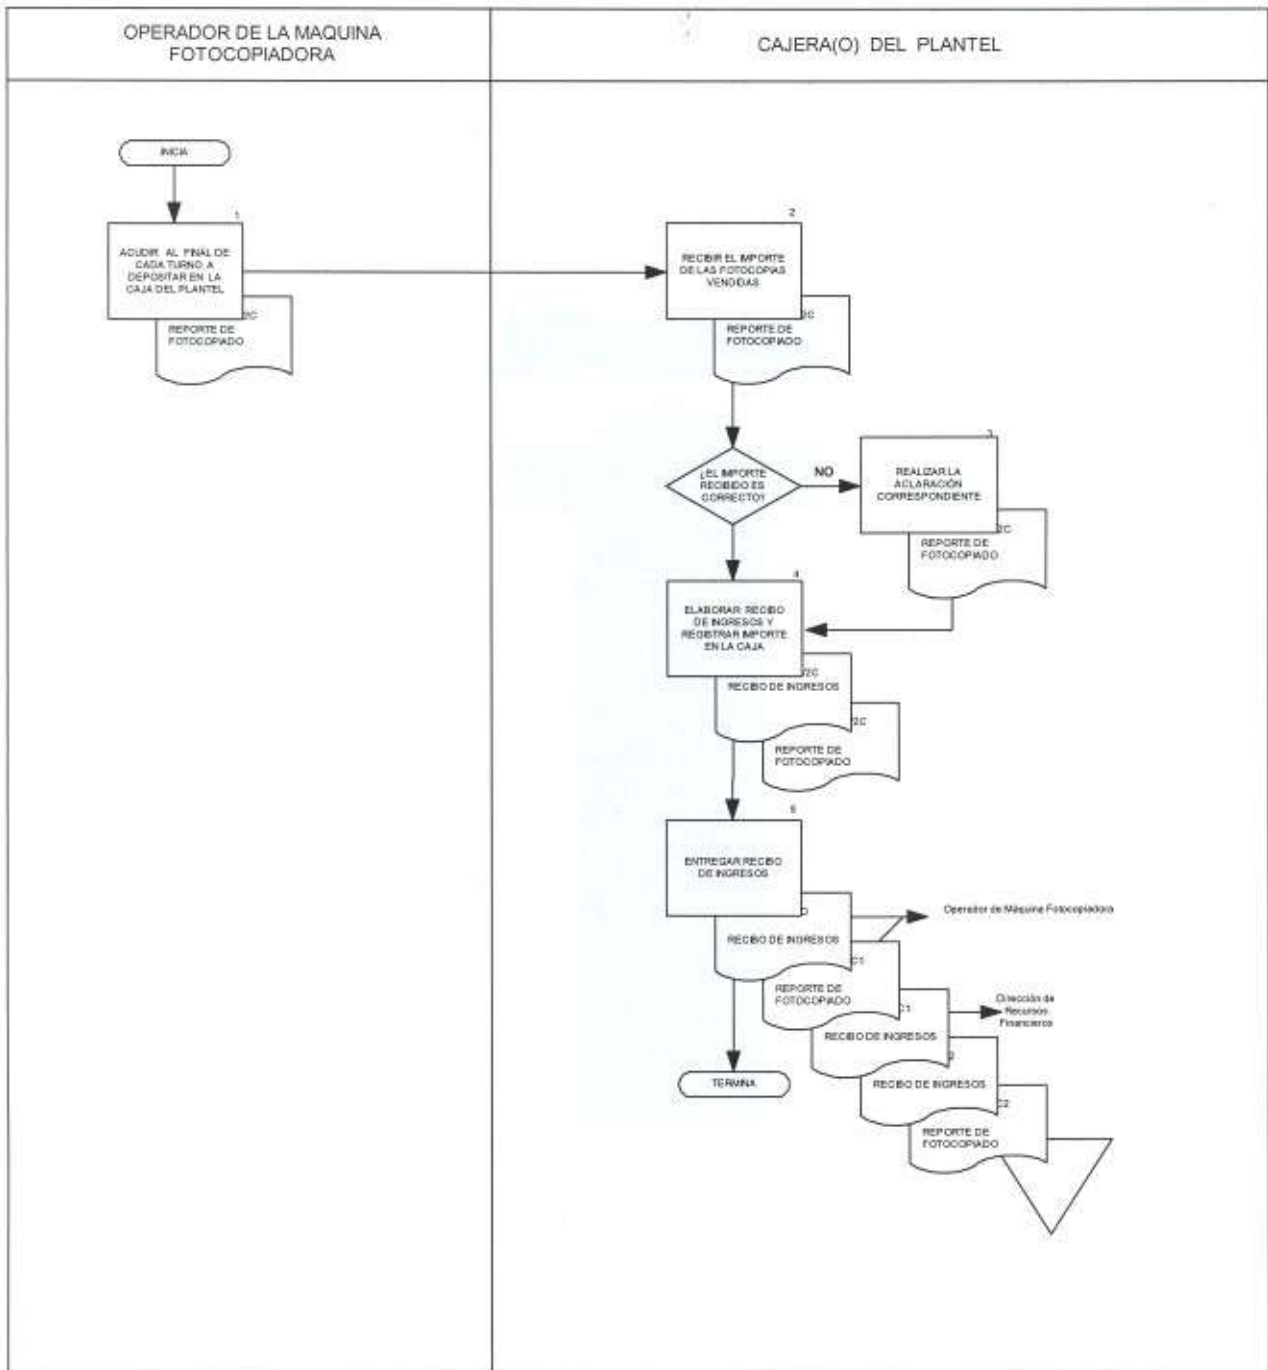 OPERADOR DE LA MAQUINA
FOTOCOPIADORA
CAJERA(O) DEL PLANTEL
INICIA
1
ACUDIR AL FINAL DE
CADA TURNO A
DEPOSITAR EN LA
CAJA DEL PLANTEL
REPORTE DE
FOTOCOPIADO
2
RECIBIR EL IMPORTE
DE LAS FOTOCOPIAS
VENDIDAS
REPORTE DE
FOTOCOPIADO
¿EL IMPORTE
RECIBIDO ES
CORRECTO?
NO
3
REALIZAR LA
ACLARACIÓN
CORRESPONDIENTE
2C
REPORTE DE
FOTOCOPIADO
4
ELABORAR RECIBO
DE INGRESOS Y
REGISTRAR IMPORTE
EN LA CAJA
/2C
RECIBO DE INGRESOS
2C
REPORTE DE
FOTOCOPIADO
ENTREGAR RECIBO
DE INGRESOS
RECIBO DE INGRESOS
Operador de Máquina Fotocopiadora
C1
REPORTE DE
FOTOCOPIADO
C1
RECIBO DE INGRESOS
Dirección de
Recursos
Financieros
RECIBO DE INGRESOS
C2
REPORTE DE
FOTOCOPIADO
TERMINA